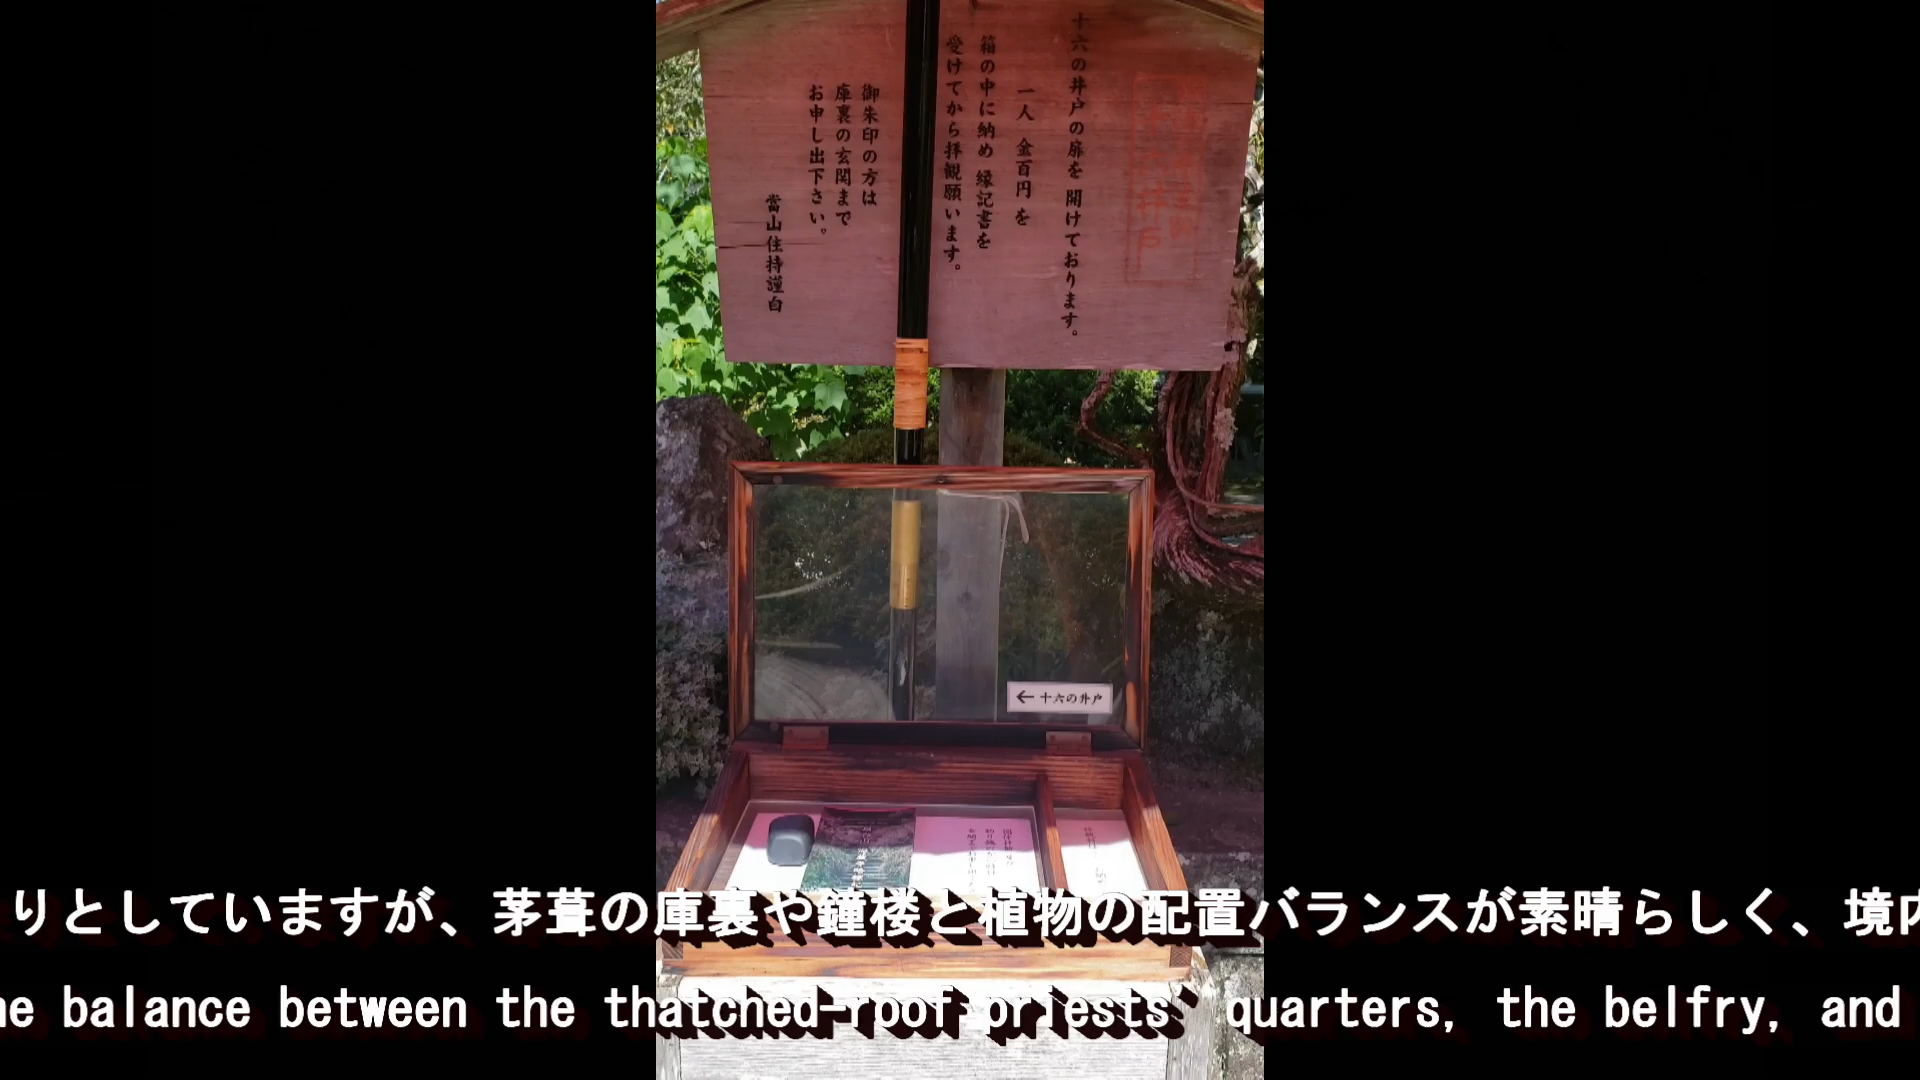 十六の井戸の扉を 開けております。
一人 金百円 を
箱の中に納め 縁記書を
受けてから拝観願います。
御朱印の方は
庫裏の玄関まで
お申し出下さい。
當山住持謹白
← 十六の井戸
りとしていますが、茅葺の庫裏や鐘楼と植物の配置バランスが素晴らしく、境内
he balance between the thatched-roof priests' quarters, the belfry, and